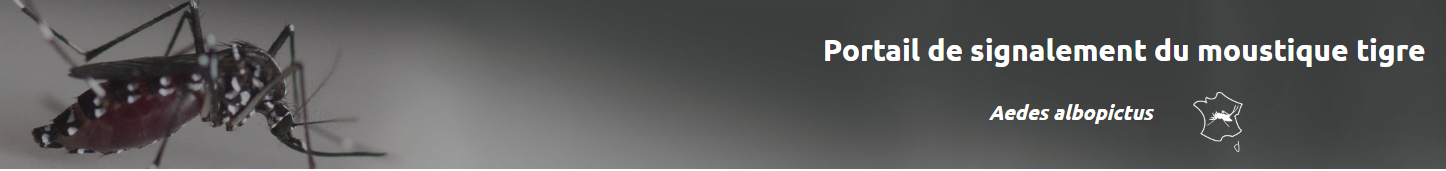 Portail de signalement du moustique tigre
Aedes albopictus